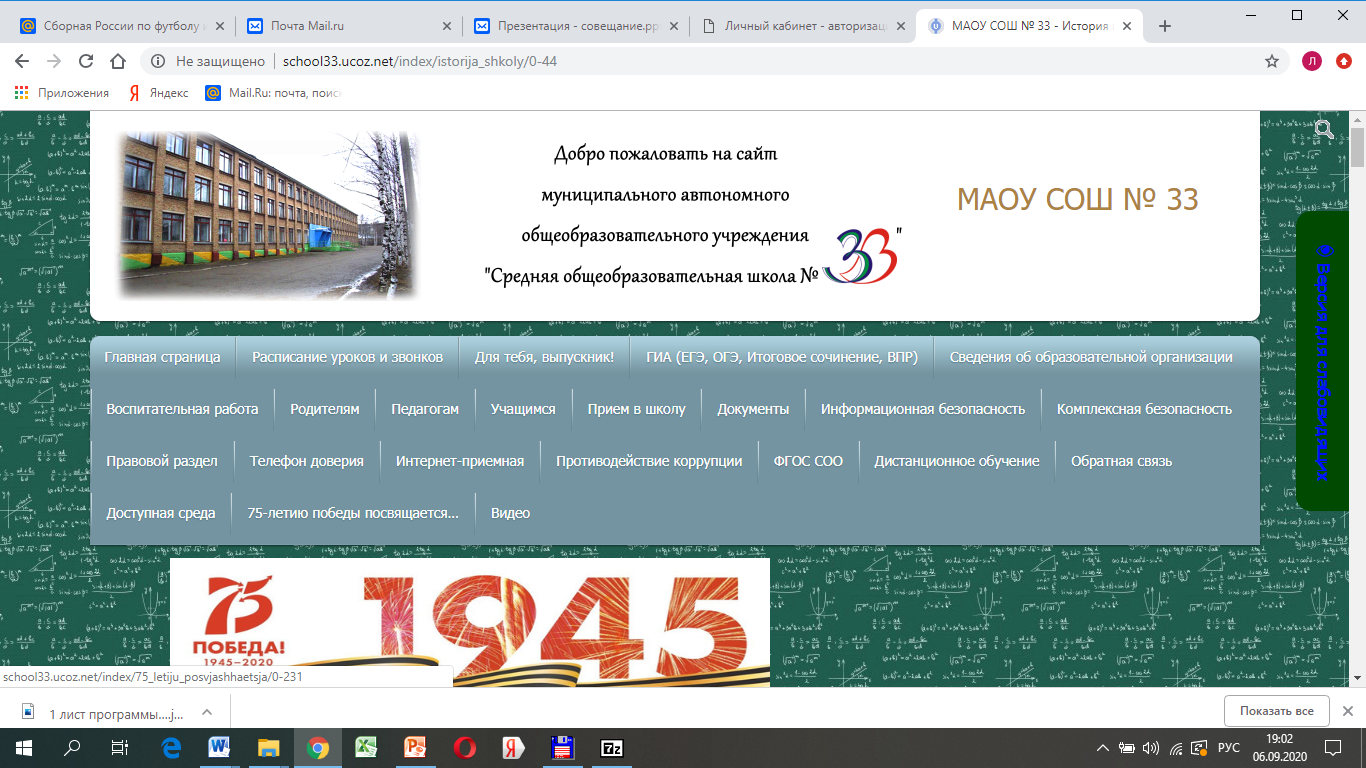 Сборная России по футболу
Почта Mail.ru
Презентация - совещание.pp
Личный кабинет - авторизац
МАОУ СОШ № 33 - История
Не защищено
school33.ucoz.net/index/istorija_shkoly/0-44
Л
Приложения
Яндекс
Mail.Ru: почта, поис
Добро пожаловать на сайт
муниципального автономного
общеобразовательного учреждения
"Средняя общеобразовательная школа № 33"
МАОУ СОШ № 33
Версия для слабовидящих
Главная страница
Расписание уроков и звонков
Для тебя, выпускник!
ГИА (ЕГЭ, ОГЭ, Итоговое сочинение, ВПР)
Сведения об образовательной организации
Воспитательная работа
Родителям
Педагогам
Учащимся
Прием в школу
Документы
Информационная безопасность
Комплексная безопасность
Правовой раздел
Телефон доверия
Интернет-приемная
Противодействие коррупции
ФГОС СОО
Дистанционное обучение
Обратная связь
Доступная среда
75-летию победы посвящается...
Видео
75
ПОБЕДА!
1945–2020
1945
school33.ucoz.net/index/75_letiju_posvjashhaetsja/0-231
1 лист программы....j...
Показать все
РУС
19:02
06.09.2020